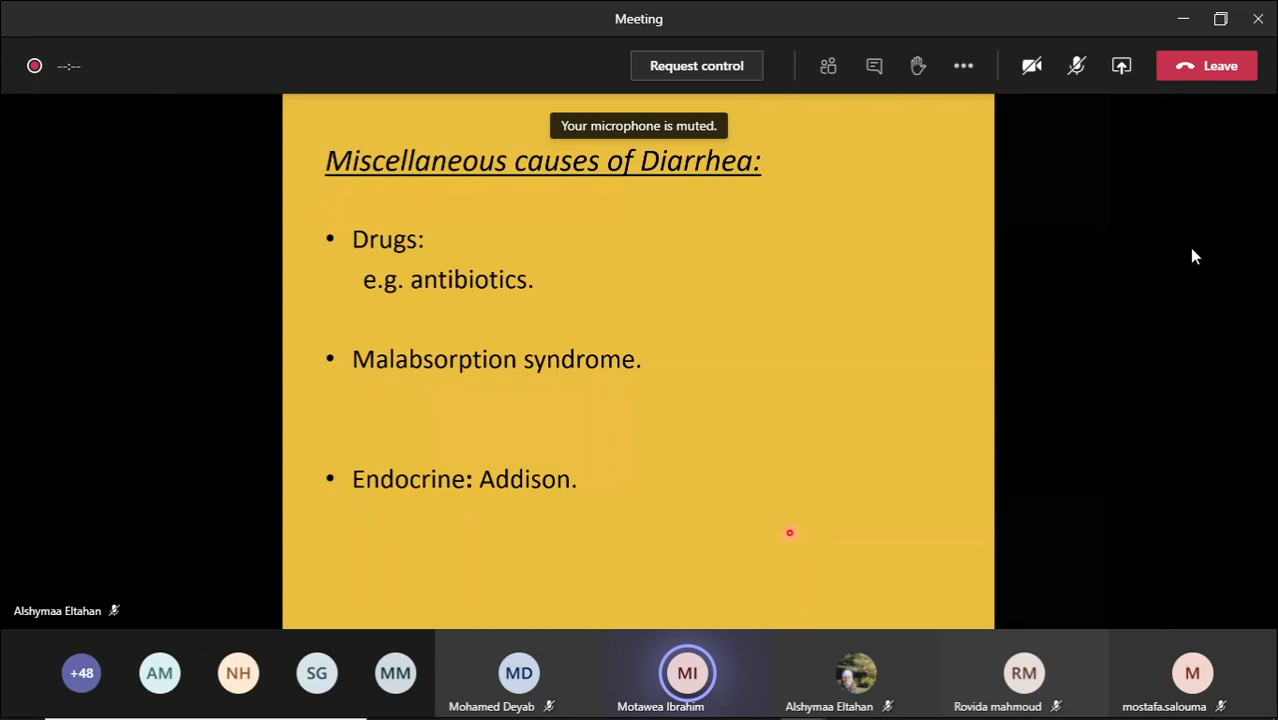 Meeting
--:--
Request control
Leave
Your microphone is muted.
Miscellaneous causes of Diarrhea:
• Drugs:
e.g. antibiotics.
• Malabsorption syndrome.
• Endocrine: Addison.
Alshymaa Eltahan
+48
AM
NH
SG
MM
MD
MI
RM
M
Mohamed Deyab
Motawea Ibrahim
Alshymaa Eltahan
Rovida mahmoud
mostafa.salouma